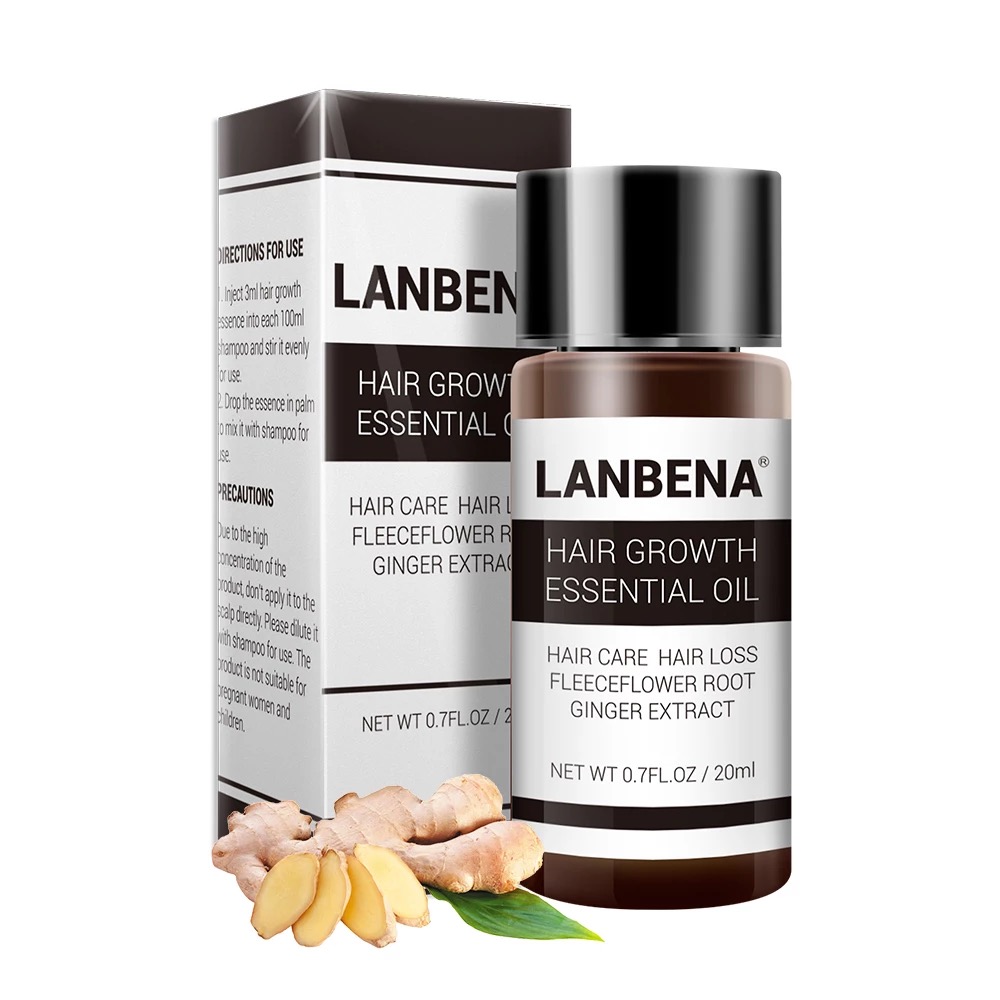 DIRECTIONS FOR USE
1. Inject 3ml hair growth
essence into each 100ml
shampoo and stir it evenly
for use.
2. Drop the essence in palm
to mix it with shampoo for
use.
PRECAUTIONS
Due to the high
concentration of the
product, don't apply it to the
scalp directly. Please dilute it
with shampoo for use. The
product is not suitable for
pregnant women and
children.
LANBEN
HAIR GROWT
ESSENTIAL O
HAIR CARE HAIR L
FLEECEFLOWER R
GINGER EXTRAC
NET WT 0.7FL.OZ / 2
LANBENA®
HAIR GROWTH
ESSENTIAL OIL
HAIR CARE HAIR LOSS
FLEECEFLOWER ROOT
GINGER EXTRACT
NET WT 0.7FL.OZ / 20ml